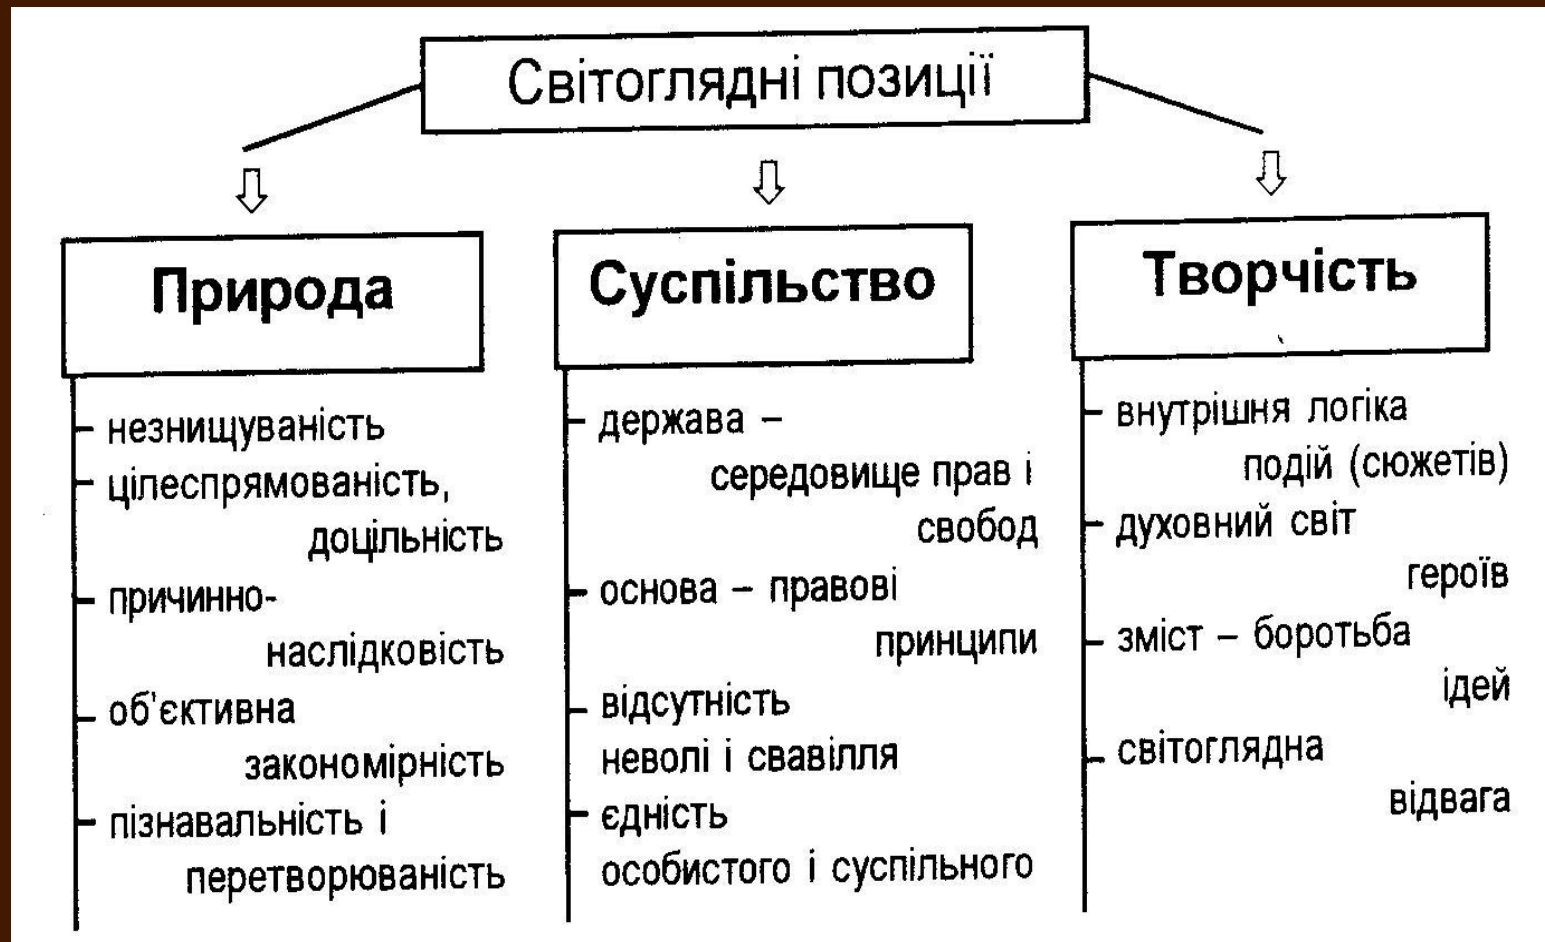 Світоглядні позиції
Природа
незнищуваність
цілеспрямованість,
доцільність
причинно-
наслідковість
об'єктивна
закономірність
пізнавальність і
перетворюваність
Суспільство
держава –
середовище прав і
свобод
основа – правові
принципи
відсутність
неволі і свавілля
єдність
особистого і суспільного
Творчість
внутрішня логіка
подій (сюжетів)
духовний світ
героїв
зміст – боротьба
ідей
світоглядна
відвага